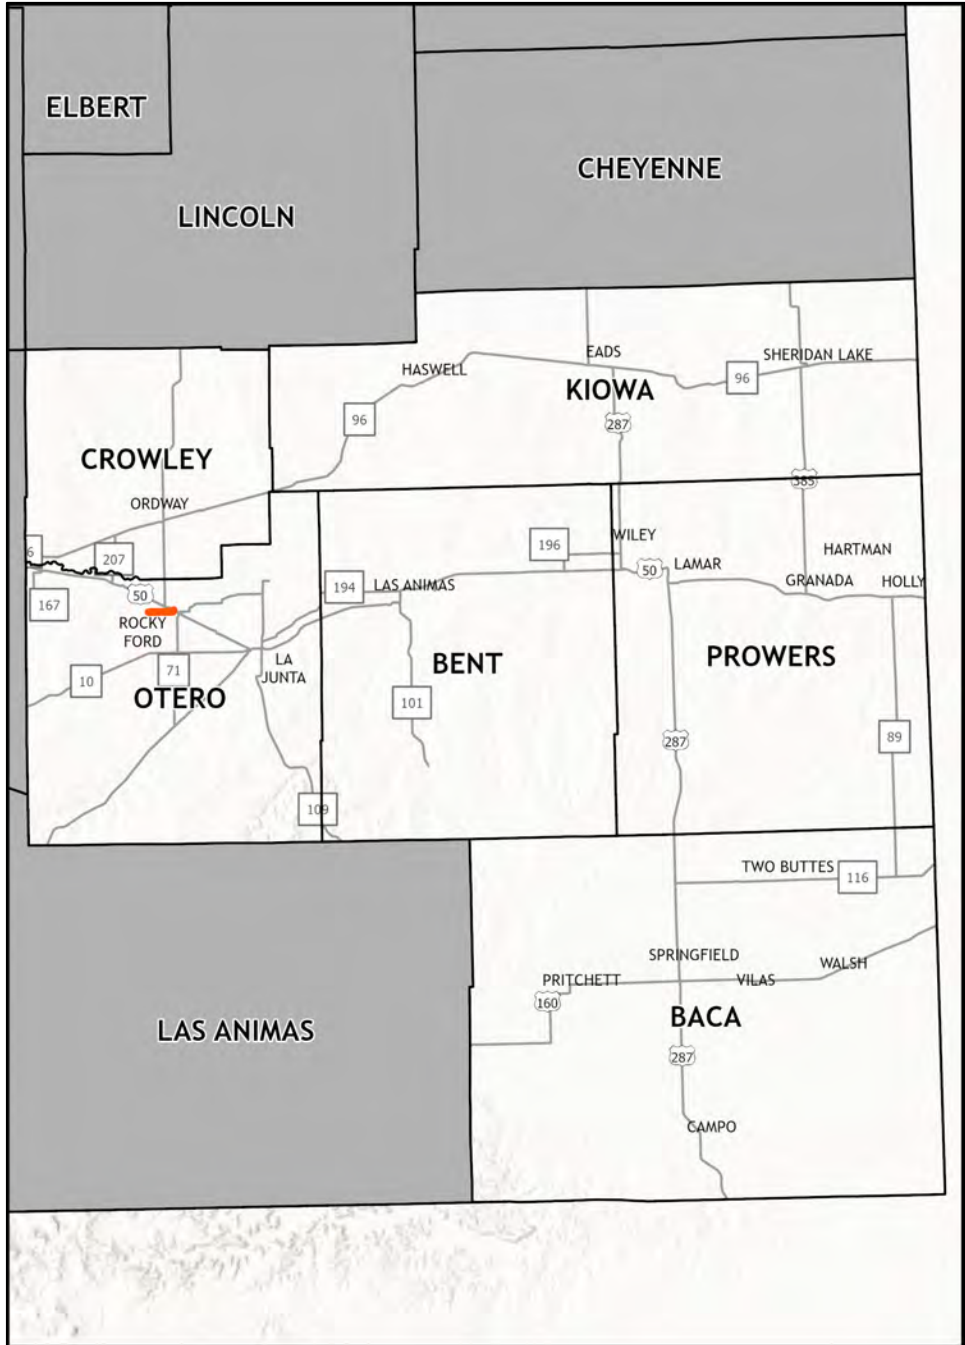 ELBERT
CHEYENNE
LINCOLN
EADS
SHERIDAN LAKE
HASWELL
96
KIOWA
96
287
CROWLEY
385
ORDWAY
WILEY
196
HARTMAN
6
207
LAMAR
50
GRANADA
HOLLY
194
LAS ANIMAS
50
167
ROCKY
FORD
LA
JUNTA
BENT
PROWERS
71
10
OTERO
101
89
287
109
TWO BUTTES
116
SPRINGFIELD
WALSH
PRITCHETT
VILAS
160
BACA
LAS ANIMAS
287
CAMPO